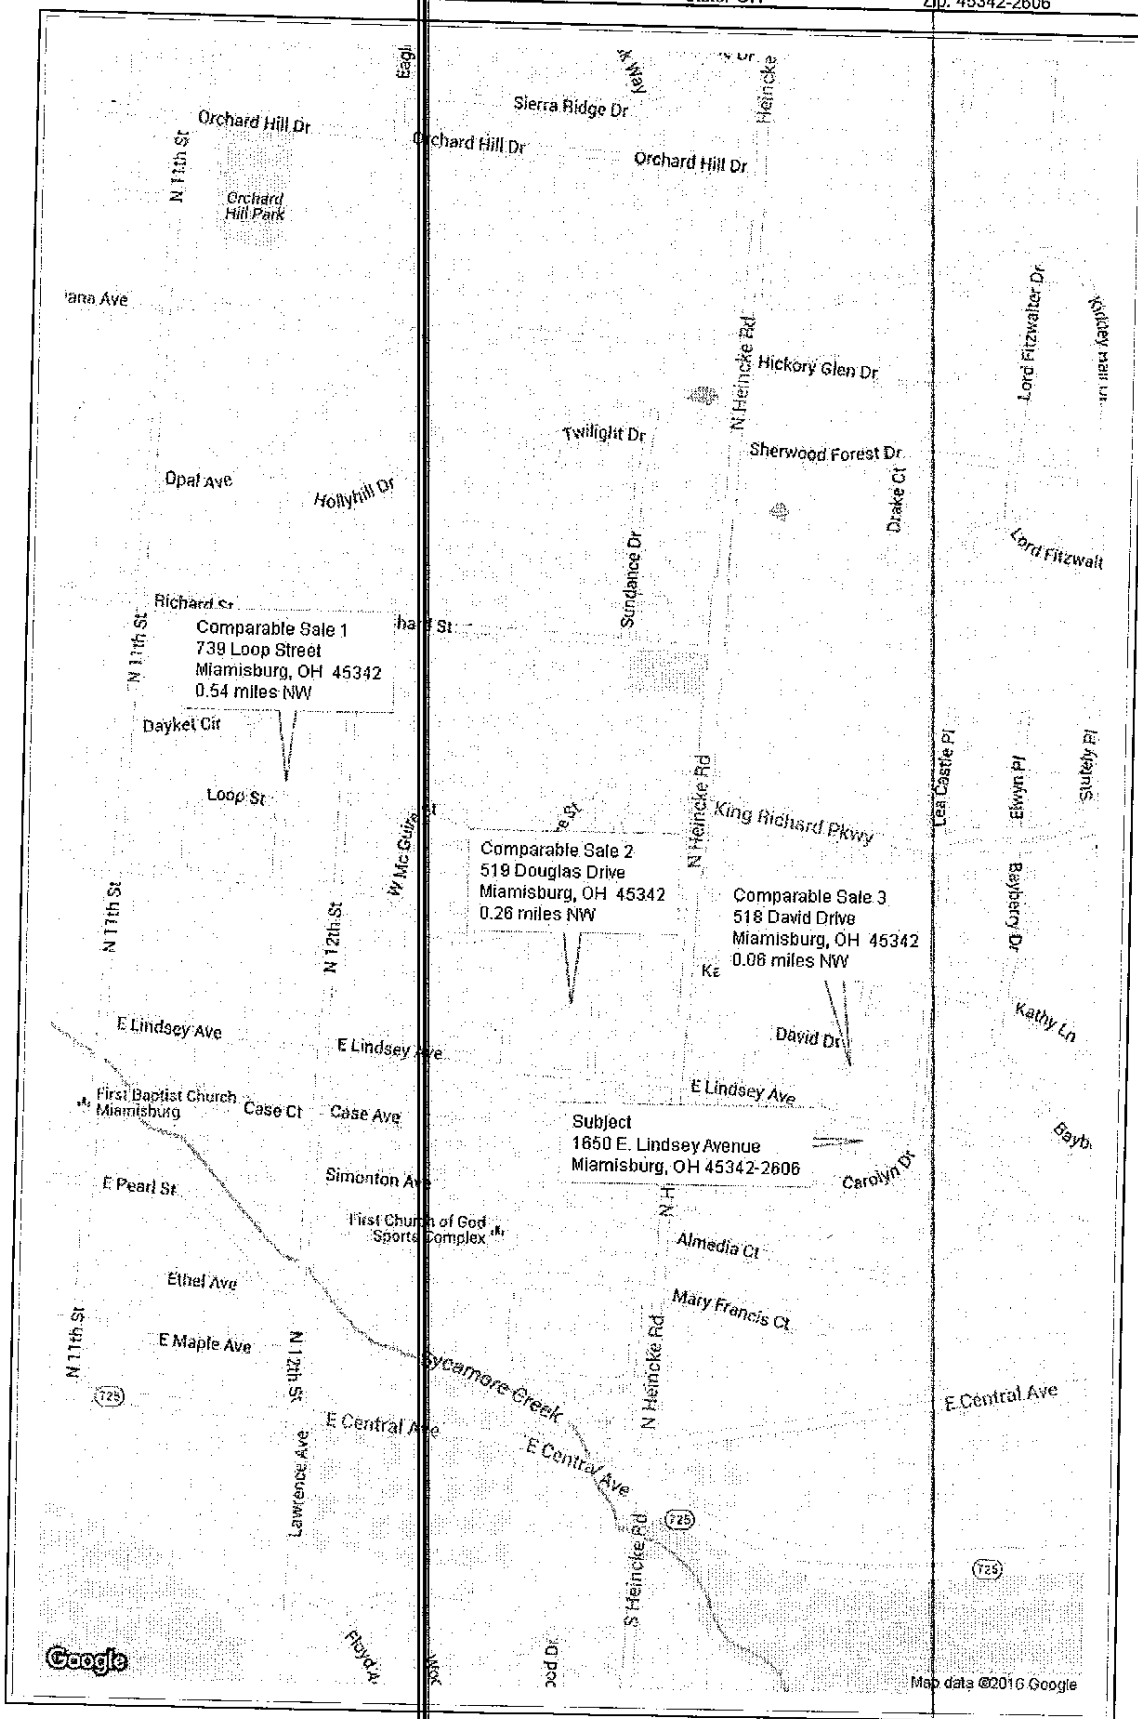 Zip: 45342-2606
Sierra Ridge Dr
Heincke
Orchard Hill Dr
Orchard Hill Dr
Orchard Hill Dr
N 11th St
Orchard
Hill Park
N Heincke Rd
Lord Fitzwalter Dr
Hickory Glen Dr
Twilight Dr
Sherwood Forest Dr
Opal Ave
Hollyhill Dr
Drake Ct
Sundance Dr
Lord Fitzwalt
Richard St
N 11th St
Comparable Sale 1
739 Loop Street
Miamisburg, OH 45342
0.54 miles NW
Daykel Cir
Loop St
N Heincke Rd
Lea Castle Pl
Elwyn Pl
Stutely Pl
King Richard Pkwy
W Mc Guire St
Comparable Sale 2
519 Douglas Drive
Miamisburg, OH 45342
0.26 miles NW
Comparable Sale 3
518 David Drive
Miamisburg, OH 45342
0.06 miles NW
Bayberry Dr
N 11th St
N 12th St
Kathy Ln
E Lindsey Ave
E Lindsey Ave
David Dr
E Lindsey Ave
First Baptist Church
Miamisburg
Case Ct
Case Ave
Subject
1650 E. Lindsey Avenue
Miamisburg, OH 45342-2606
Bayb
E Pearl St
Simonton Ave
Carolyn Dr
N H
First Church of God
Sports Complex
Almedia Ct
Ethel Ave
Mary Francis Ct
E Maple Ave
N 11th St
N 12th St
N Heincke Rd
725
Sycamore Creek
E Central Ave
E Central Ave
E Central Ave
Lawrence Ave
725
S Heincke Rd
725
Floyd A
Woo
ood Dr
Google
Map data ©2016 Google